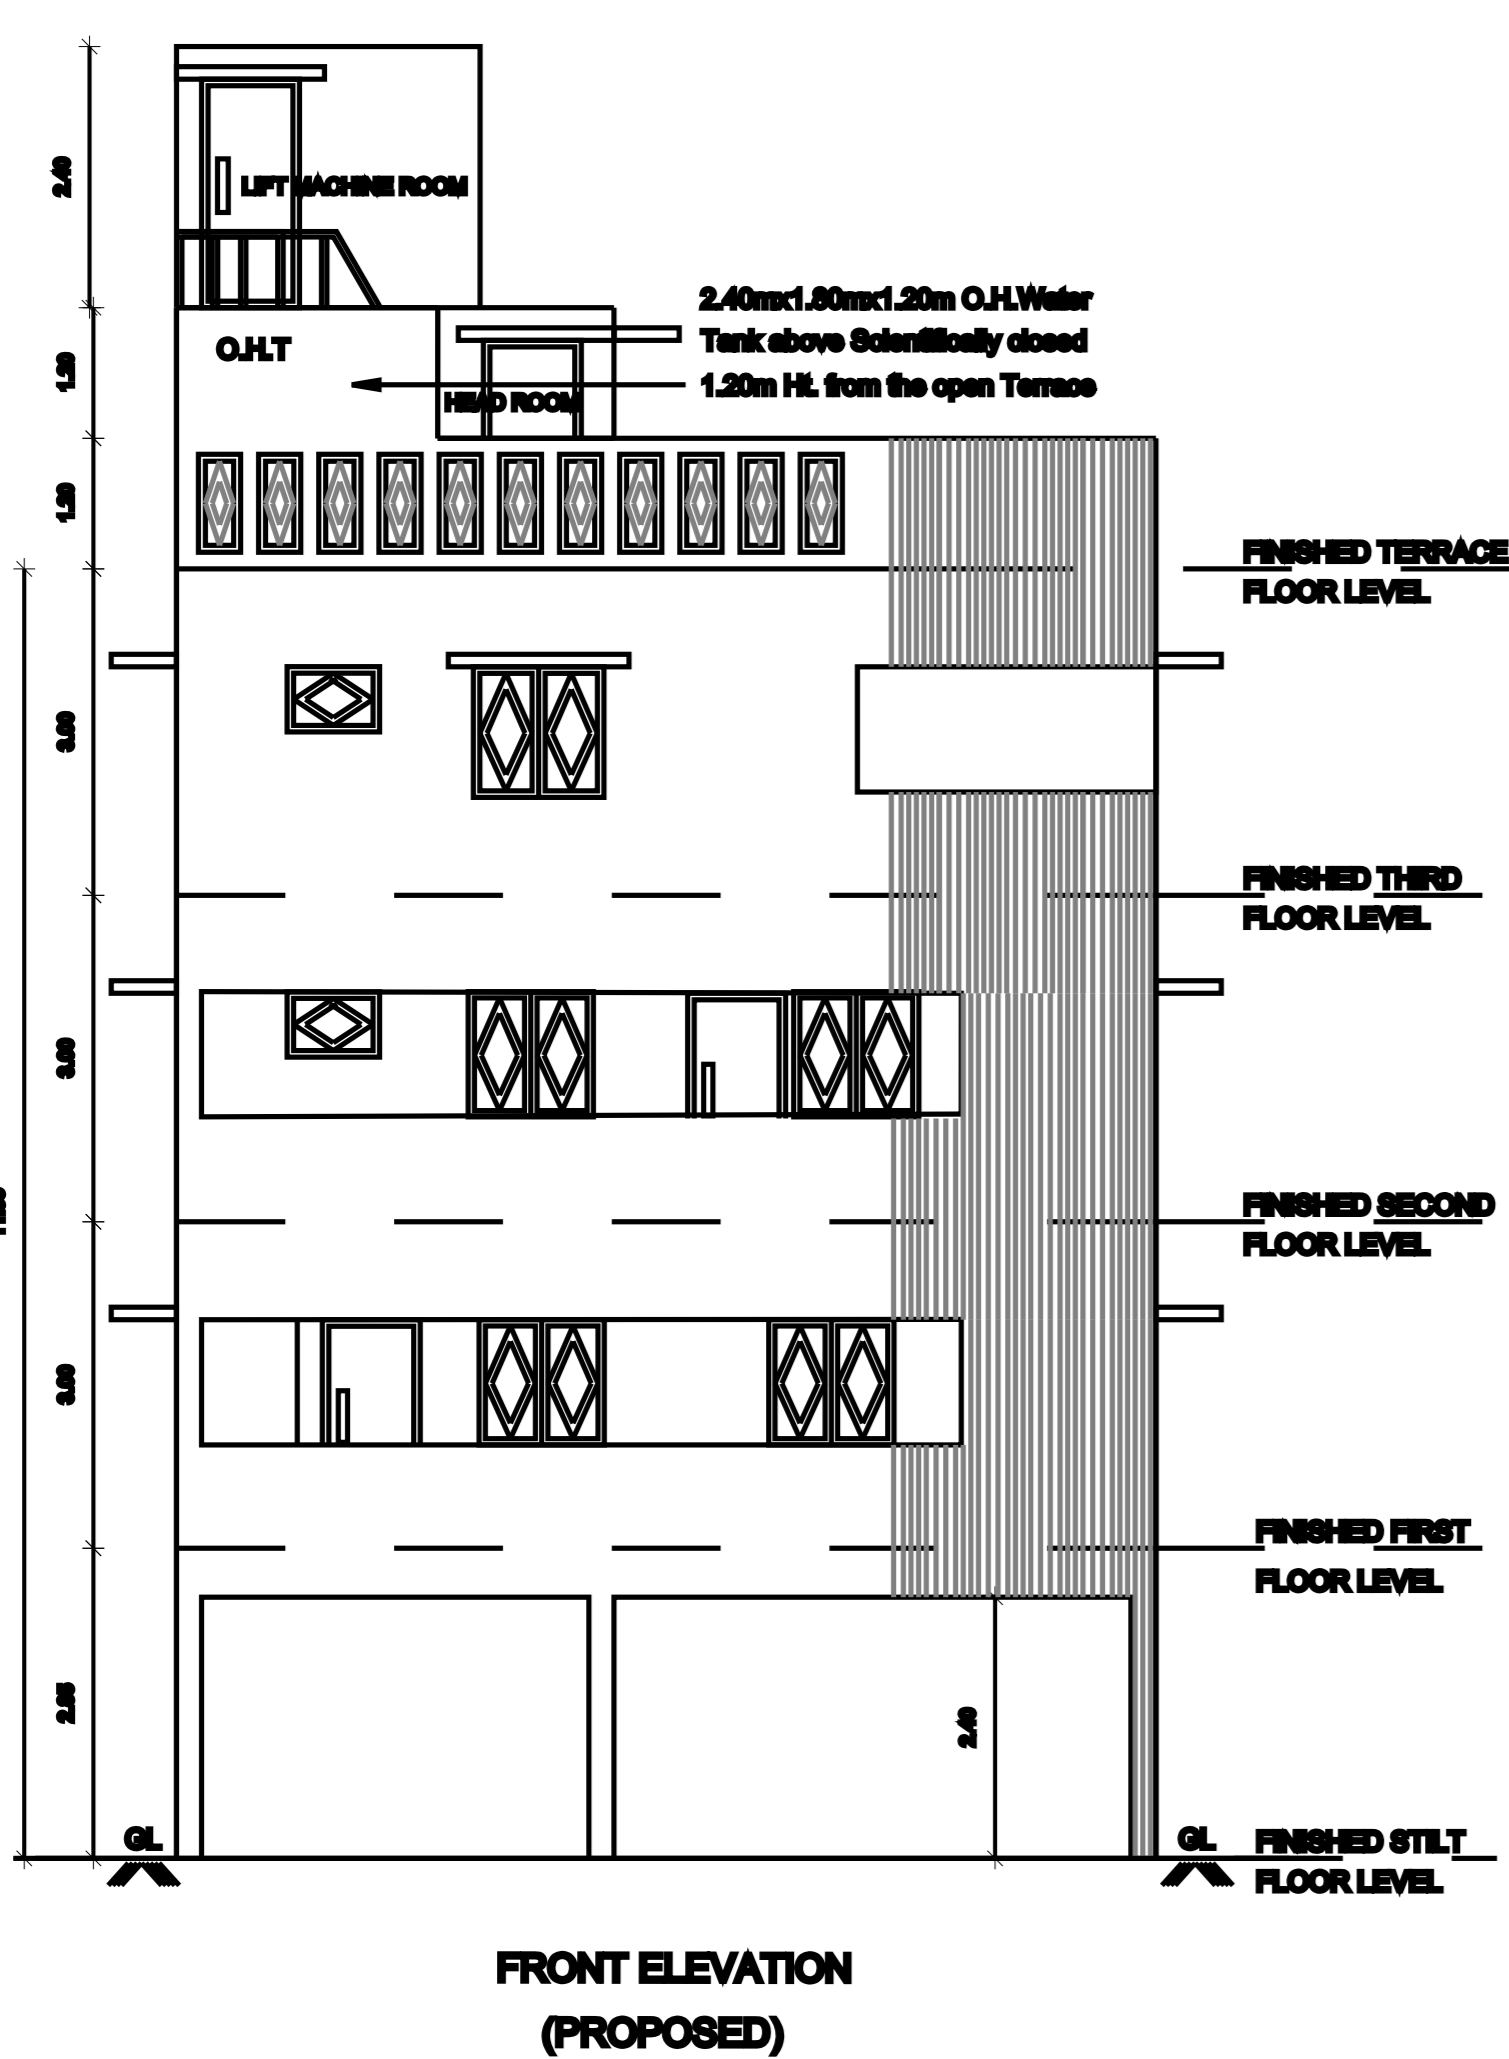 2.40
LIFT MACHINE ROOM
2.40mx1.80mx1.20m O.H.Water
Tank above Scientifically closed
1.20m Ht. from the open Terrace
O.H.T
1.20
HEAD ROOM
1.20
FINISHED TERRACE
FLOOR LEVEL
3.00
FINISHED THIRD
FLOOR LEVEL
3.00
FINISHED SECOND
FLOOR LEVEL
3.00
FINISHED FIRST
FLOOR LEVEL
2.85
2.40
GL
GL
FINISHED STILT
FLOOR LEVEL
FRONT ELEVATION
(PROPOSED)